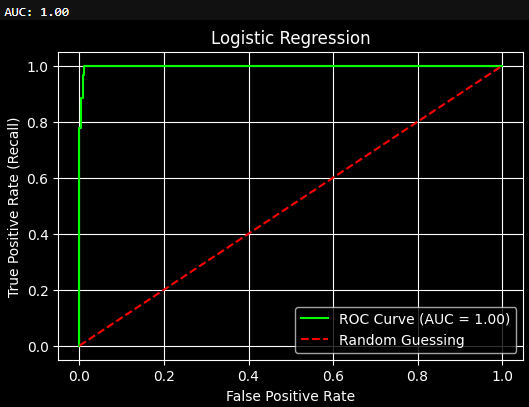 AUC: 1.00
Logistic Regression
True Positive Rate (Recall)
1.0
0.8
0.6
0.4
0.2
0.0
0.0 0.2 0.4 0.6 0.8 1.0
False Positive Rate
ROC Curve (AUC = 1.00)
Random Guessing